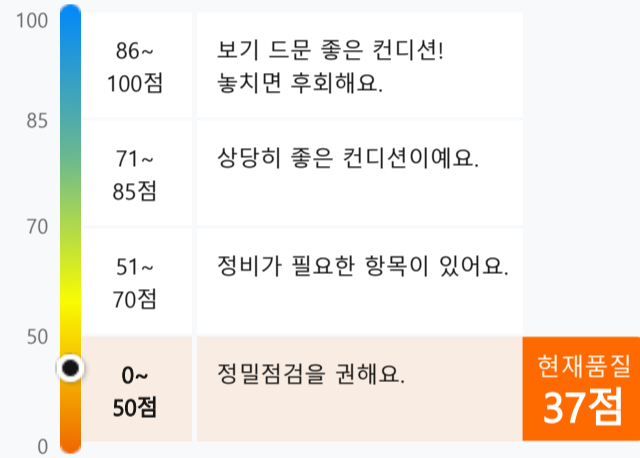 100
86~
100점
보기 드문 좋은 컨디션!
놓치면 후회해요.
85
71~
85점
상당히 좋은 컨디션이예요.
70
51~
70점
정비가 필요한 항목이 있어요.
50
0~
50점
정밀점검을 권해요.
현재품질
37점
0